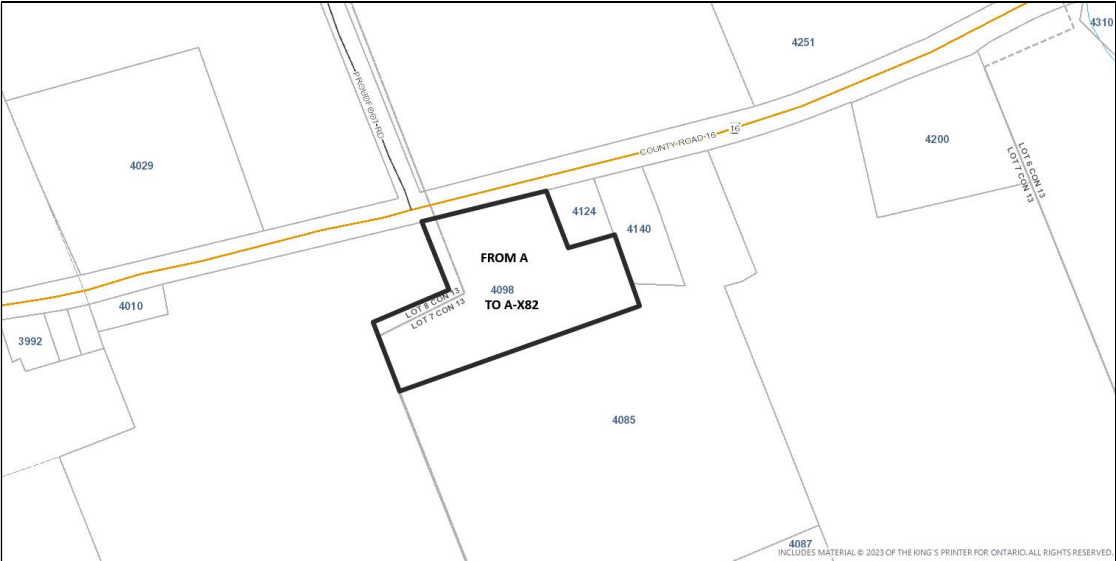 4251
4310
PROUDFOOT RD
16
COUNTY ROAD 16
4200
4029
LOT 6 CON 13
LOT 7 CON 13
4124
4140
FROM A
4098
TO A-X82
LOT 8 CON 13
LOT 7 CON 13
4010
3992
4085
4087
INCLUDES MATERIAL © 2023 OF THE KING'S PRINTER FOR ONTARIO. ALL RIGHTS RESERVED.